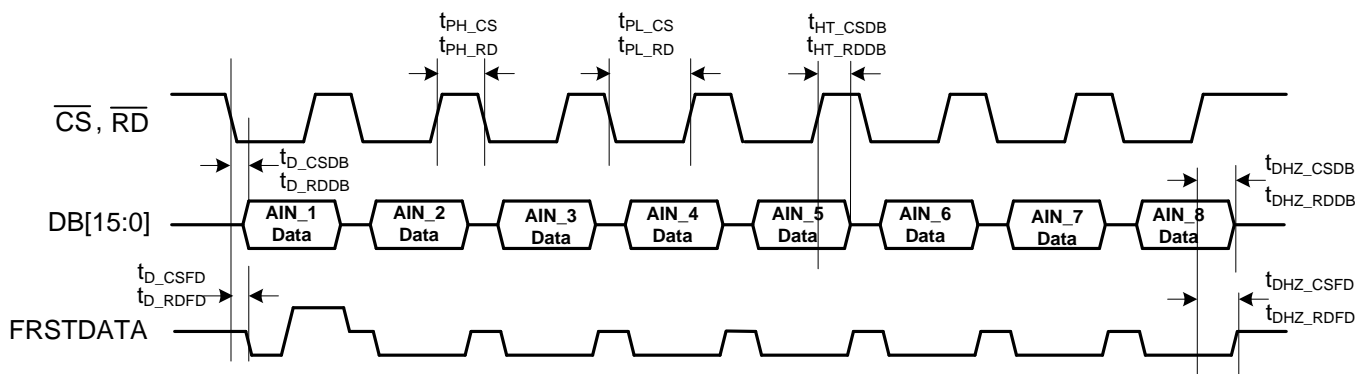 tPH_CS
tPH_RD
tPL_CS
tPL_RD
tHT_CSDB
tHT_RDDB
CS, RD
tD_CSDB
tD_RDDB
tDHZ_CSDB
tDHZ_RDDB
DB[15:0]
AIN_1 Data
AIN_2 Data
AIN_3 Data
AIN_4 Data
AIN_5 Data
AIN_6 Data
AIN_7 Data
AIN_8 Data
tD_CSFD
tD_RDFD
tDHZ_CSFD
tDHZ_RDFD
FRSTDATA